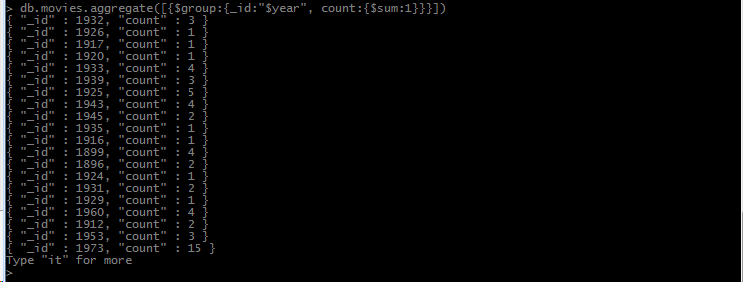 > db.movies.aggregate([{$group:{_id:"$year", count:{$sum:1}}}])
{ "_id" : 1932, "count" : 3 }
{ "_id" : 1926, "count" : 1 }
{ "_id" : 1917, "count" : 1 }
{ "_id" : 1920, "count" : 1 }
{ "_id" : 1933, "count" : 4 }
{ "_id" : 1939, "count" : 3 }
{ "_id" : 1925, "count" : 5 }
{ "_id" : 1943, "count" : 4 }
{ "_id" : 1945, "count" : 2 }
{ "_id" : 1935, "count" : 1 }
{ "_id" : 1916, "count" : 1 }
{ "_id" : 1899, "count" : 4 }
{ "_id" : 1896, "count" : 2 }
{ "_id" : 1924, "count" : 1 }
{ "_id" : 1931, "count" : 2 }
{ "_id" : 1929, "count" : 1 }
{ "_id" : 1960, "count" : 4 }
{ "_id" : 1912, "count" : 2 }
{ "_id" : 1953, "count" : 3 }
{ "_id" : 1973, "count" : 15 }
Type "it" for more
>